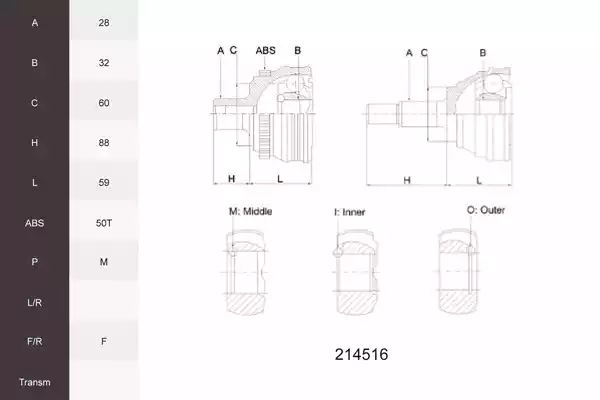 A 28
B 32
C 60
H 88
L 59
ABS 50T
P M
L/R
F/R F
Transm
A C ABS B
A C B
H L
H L
M: Middle
I: Inner
O: Outer
214516